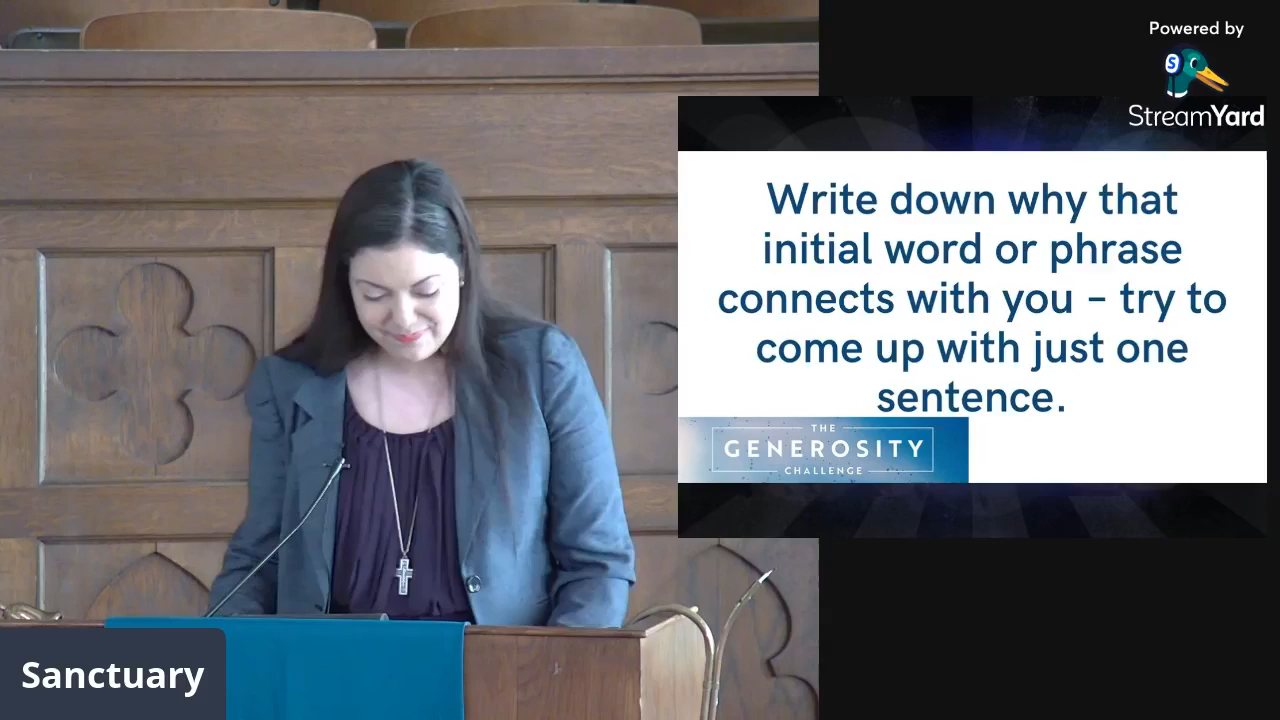 Powered by
S
StreamYard
Write down why that
initial word or phrase
connects with you – try to
come up with just one
sentence.
THE
GENEROSITY
CHALLENGE
Sanctuary